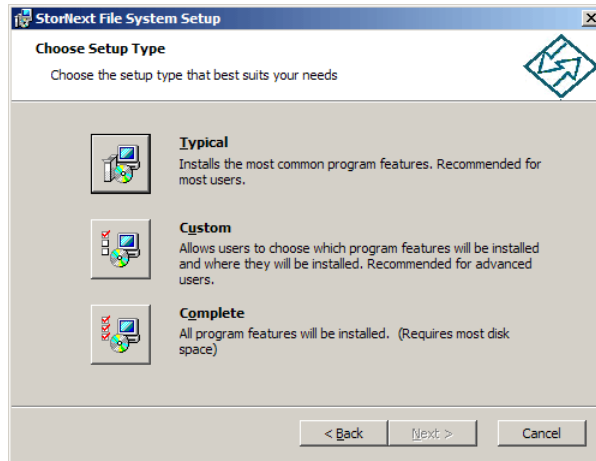 StorNext File System Setup
Choose Setup Type
Choose the setup type that best suits your needs
Typical
Installs the most common program features. Recommended for
most users.
Custom
Allows users to choose which program features will be installed
and where they will be installed. Recommended for advanced
users.
Complete
All program features will be installed. (Requires most disk
space)
< Back
Next >
Cancel